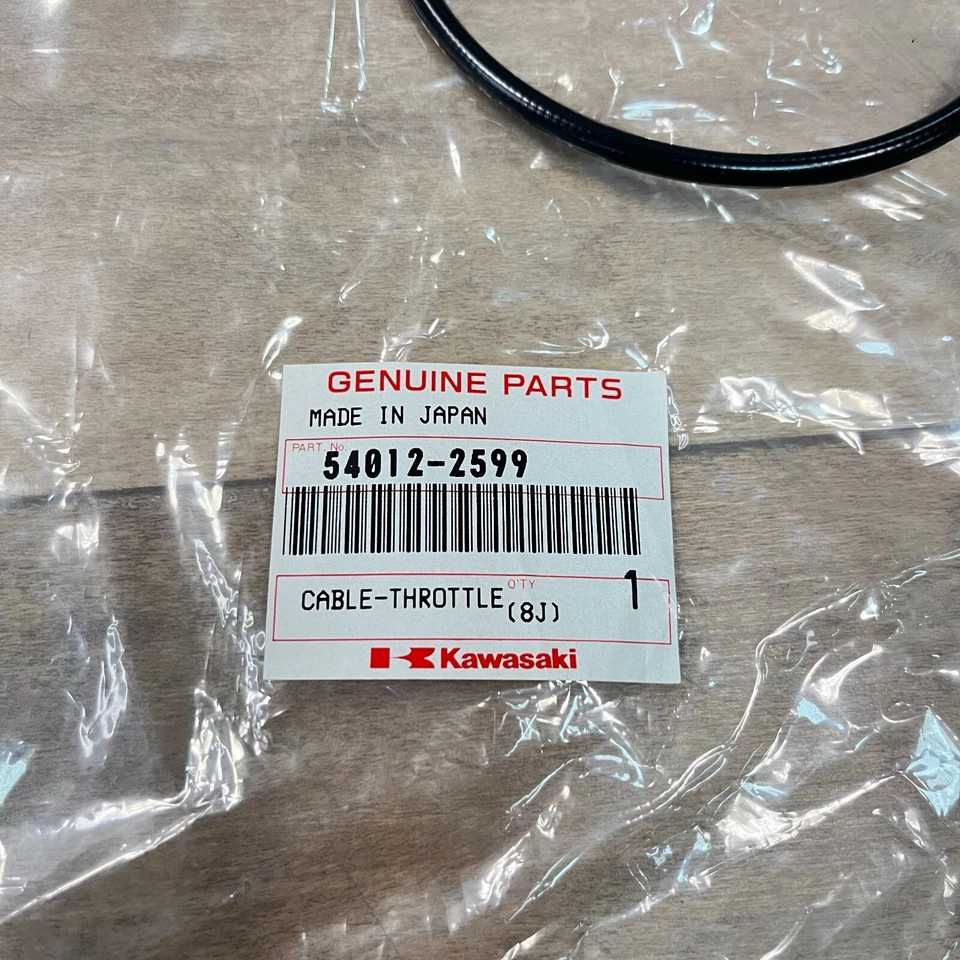 GENUINE PARTS
MADE IN JAPAN
PART. No.
54012-2599
Q'TY
CABLE-THROTTLE (8J) 1
Kawasaki